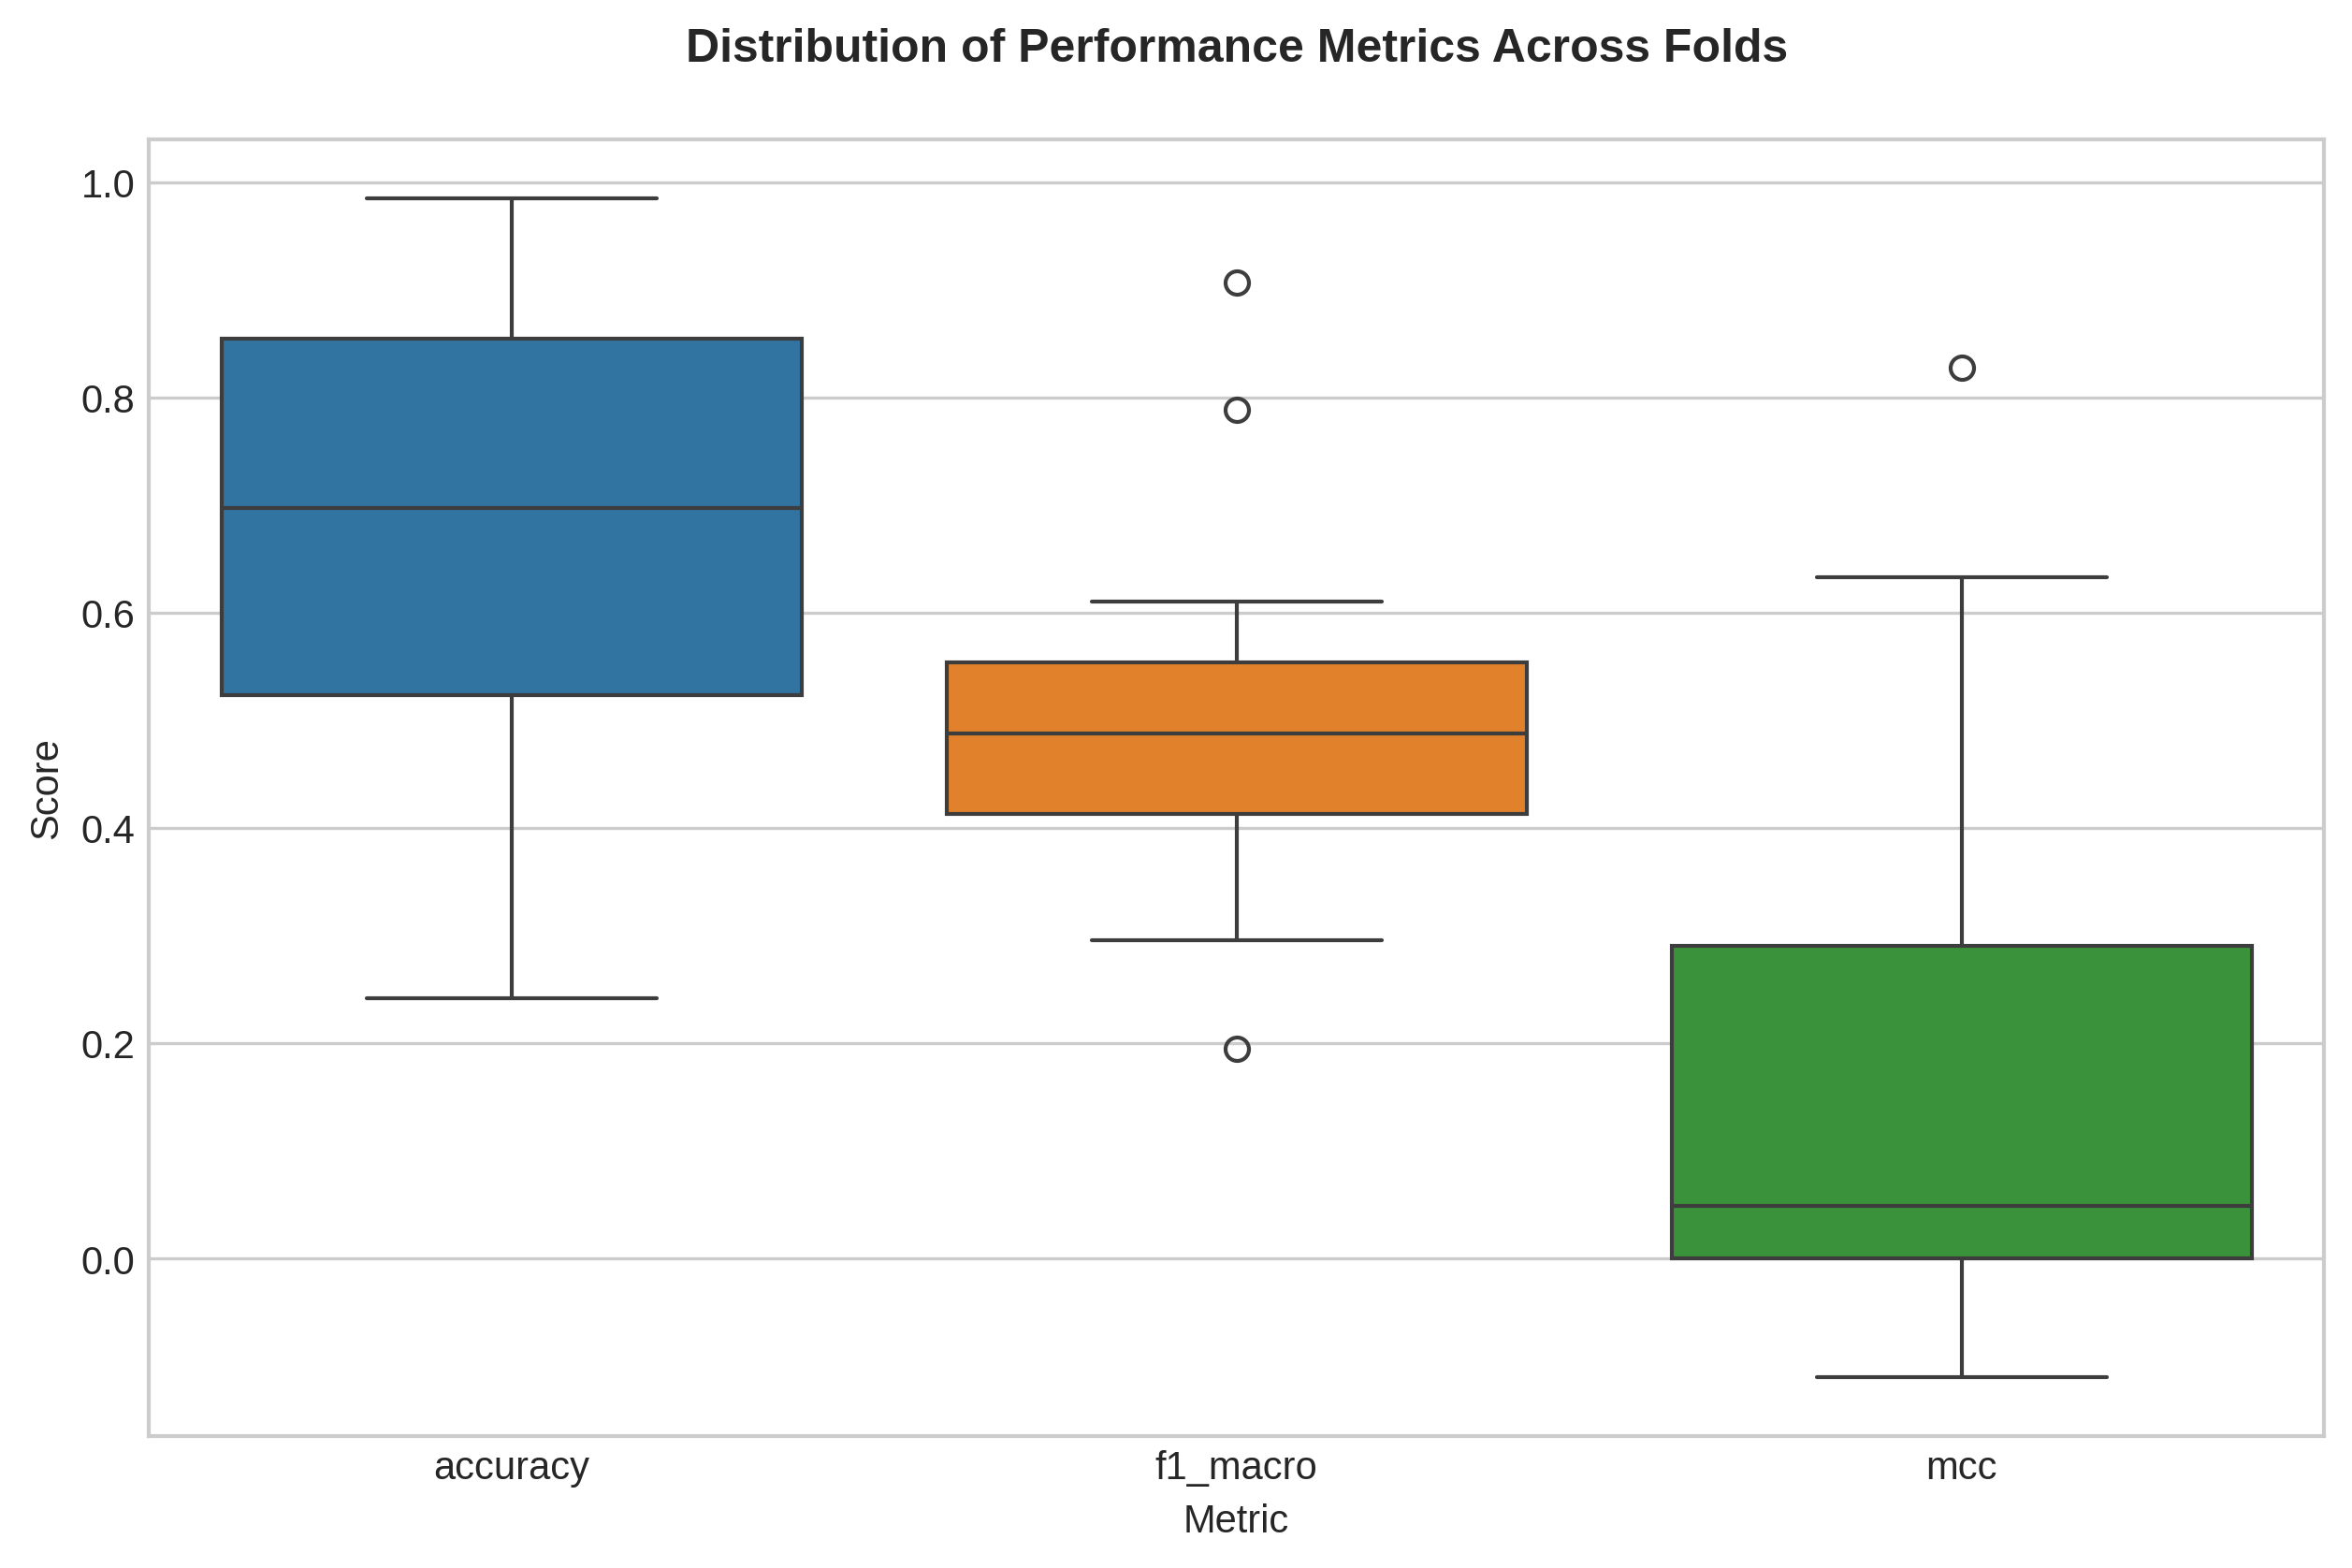 Distribution of Performance Metrics Across Folds
1.0
0.8
0.6
0.4
0.2
0.0
Score
accuracy
f1_macro
mcc
Metric